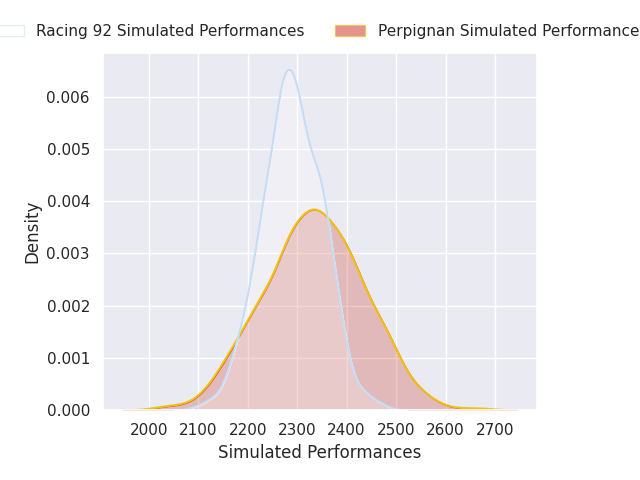 Racing 92 Simulated Performances Perpignan Simulated Performance
0.006
0.005
0.004
0.003
0.002
0.001
0.000
Density
2000 2100 2200 2300 2400 2500 2600 2700
Simulated Performances